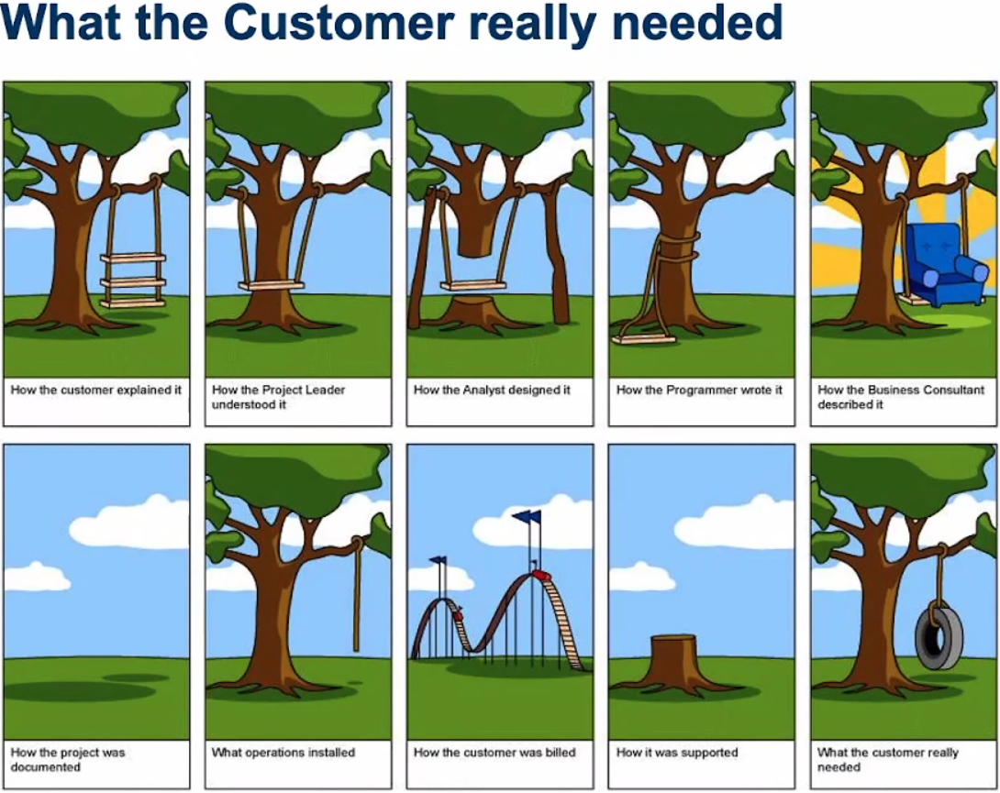 What the Customer really needed
How the customer explained it
How the Project Leader
understood it
How the Analyst designed it
How the Programmer wrote it
How the Business Consultant
described it
How the project was
documented
What operations installed
How the customer was billed
How it was supported
What the customer really
needed